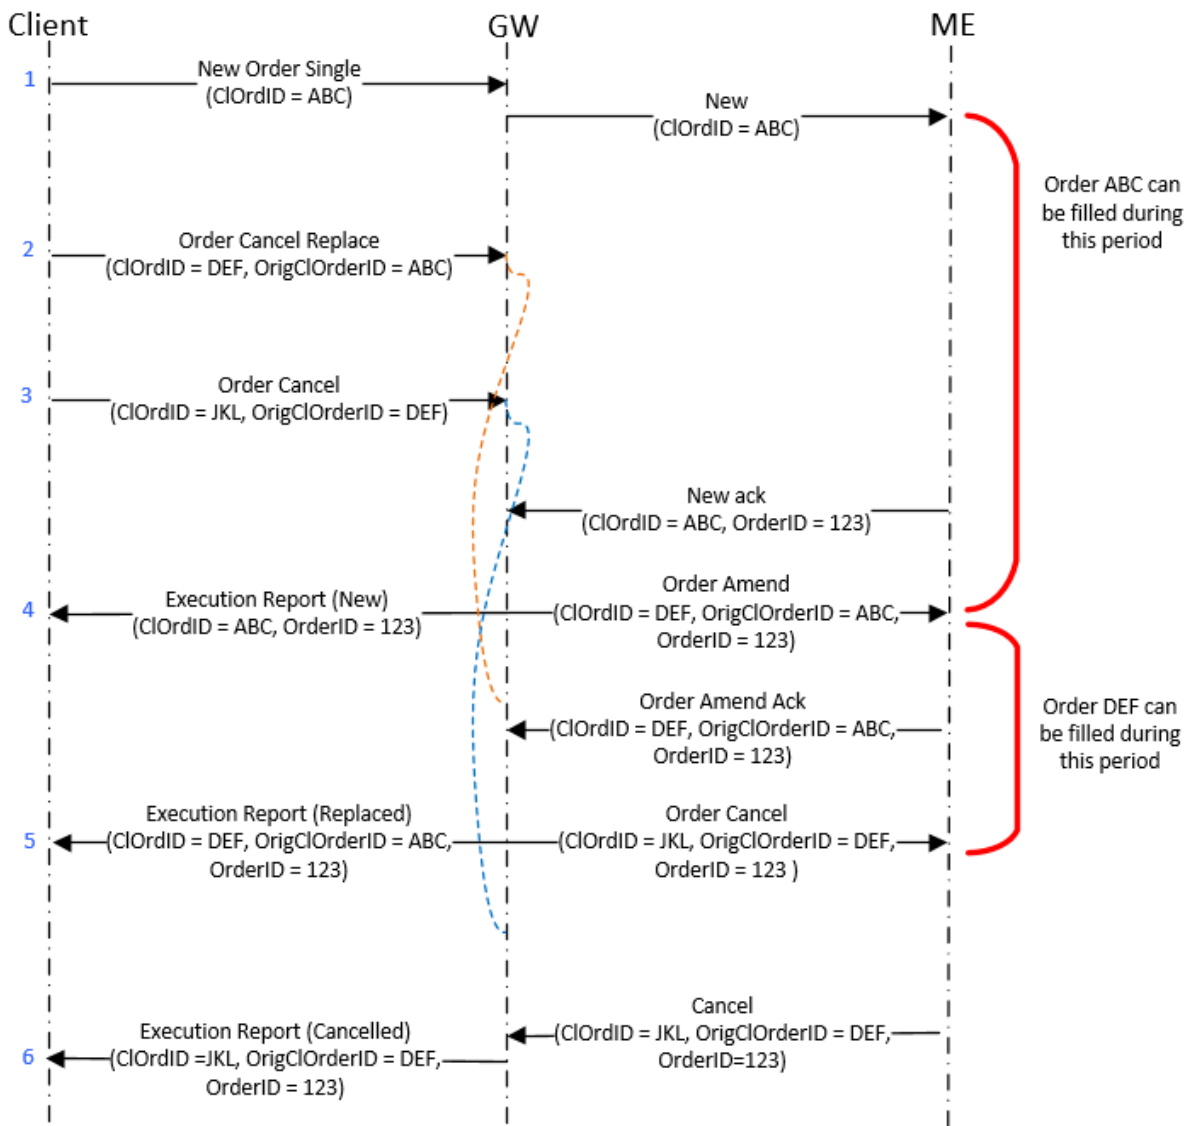 Client
GW
ME
1
New Order Single
(ClOrdID = ABC)
New
(ClOrdID = ABC)
Order ABC can
be filled during
this period
2
Order Cancel Replace
(ClOrdID = DEF, OrigClOrderID = ABC)
3
Order Cancel
(ClOrdID = JKL, OrigClOrderID = DEF)
New ack
(ClOrdID = ABC, OrderID = 123)
4
Execution Report (New)
(ClOrdID = ABC, OrderID = 123)
Order Amend
(ClOrdID = DEF, OrigClOrderID = ABC,
OrderID = 123)
Order Amend Ack
(ClOrdID = DEF, OrigClOrderID = ABC,
OrderID = 123)
Order DEF can
be filled during
this period
5
Execution Report (Replaced)
(ClOrdID = DEF, OrigClOrderID = ABC,
OrderID = 123)
Order Cancel
(ClOrdID = JKL, OrigClOrderID = DEF,
OrderID = 123 )
Cancel
(ClOrdID = JKL, OrigClOrderID = DEF,
OrderID=123)
6
Execution Report (Cancelled)
(ClOrdID =JKL, OrigClOrderID = DEF,
OrderID = 123)